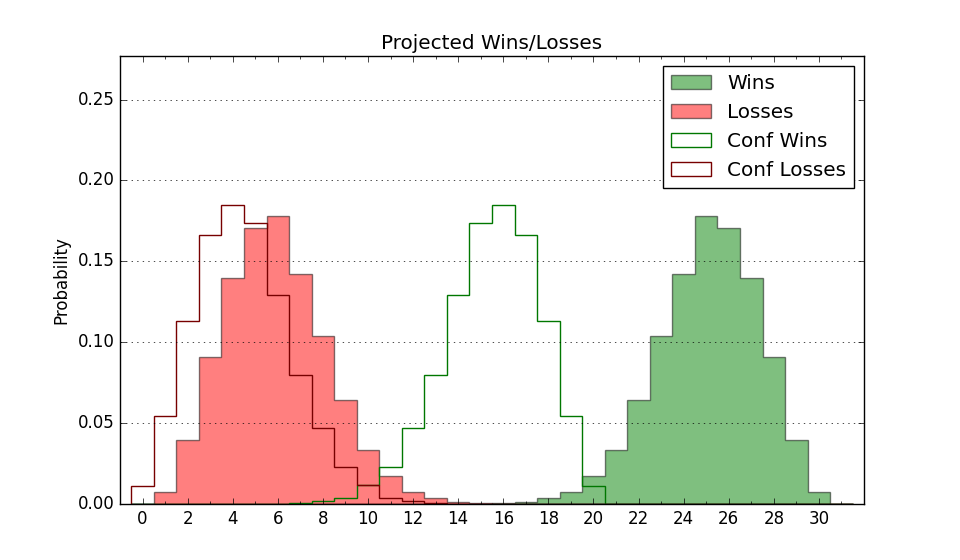 Projected Wins/Losses
Wins
Losses
Conf Wins
Conf Losses
Probability
0.25
0.20
0.15
0.10
0.05
0.00
0 2 4 6 8 10 12 14 16 18 20 22 24 26 28 30